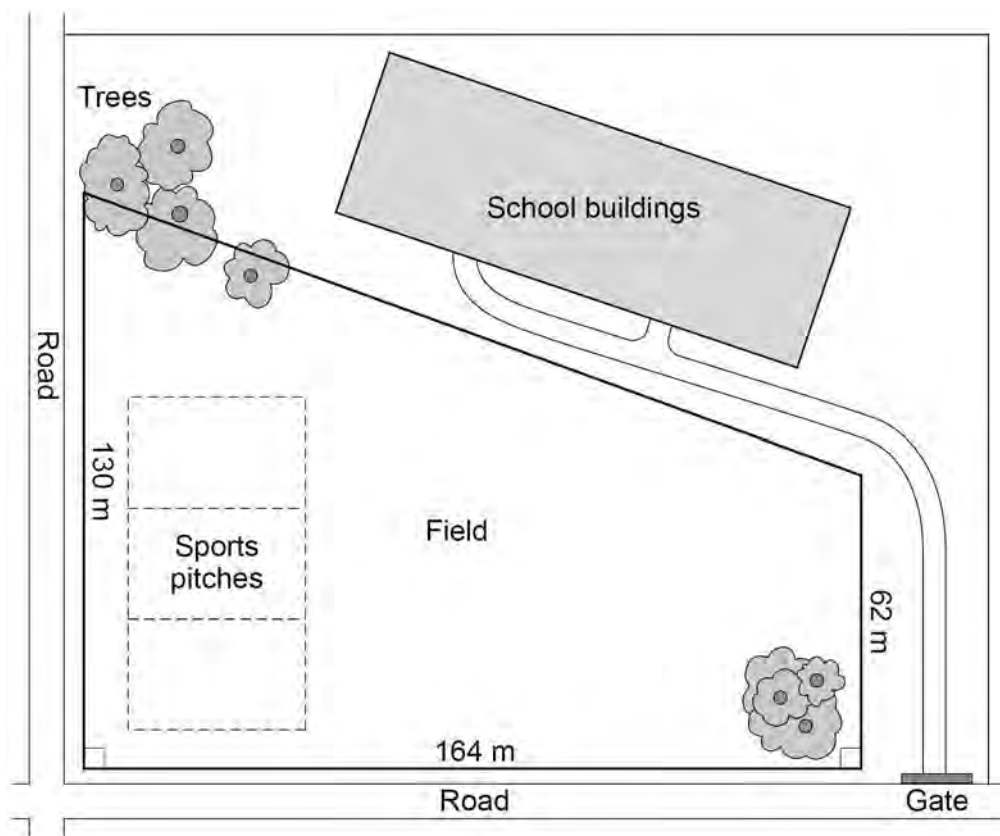 Trees
School buildings
Road
130 m
Sports
pitches
Field
62 m
164 m
Road
Gate